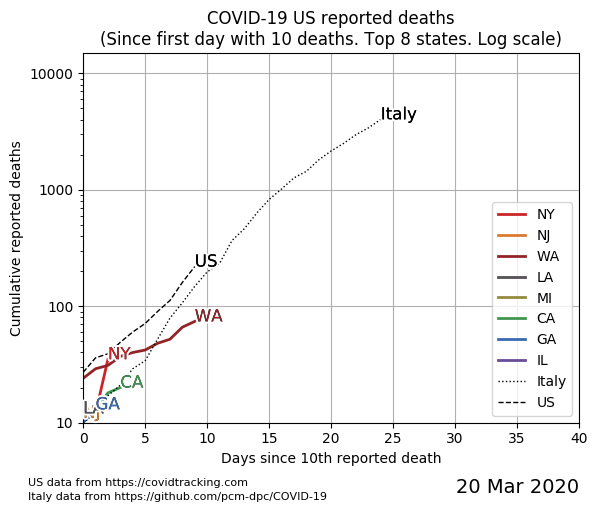 COVID-19 US reported deaths
(Since first day with 10 deaths. Top 8 states. Log scale)
Cumulative reported deaths
10000
1000
100
10
Italy
US
WA
NY
CA
GA
NY
NJ
WA
LA
MI
CA
GA
IL
Italy
US
0
5
10
15
20
25
30
35
40
Days since 10th reported death
US data from https://covidtracking.com
Italy data from https://github.com/pcm-dpc/COVID-19
20 Mar 2020